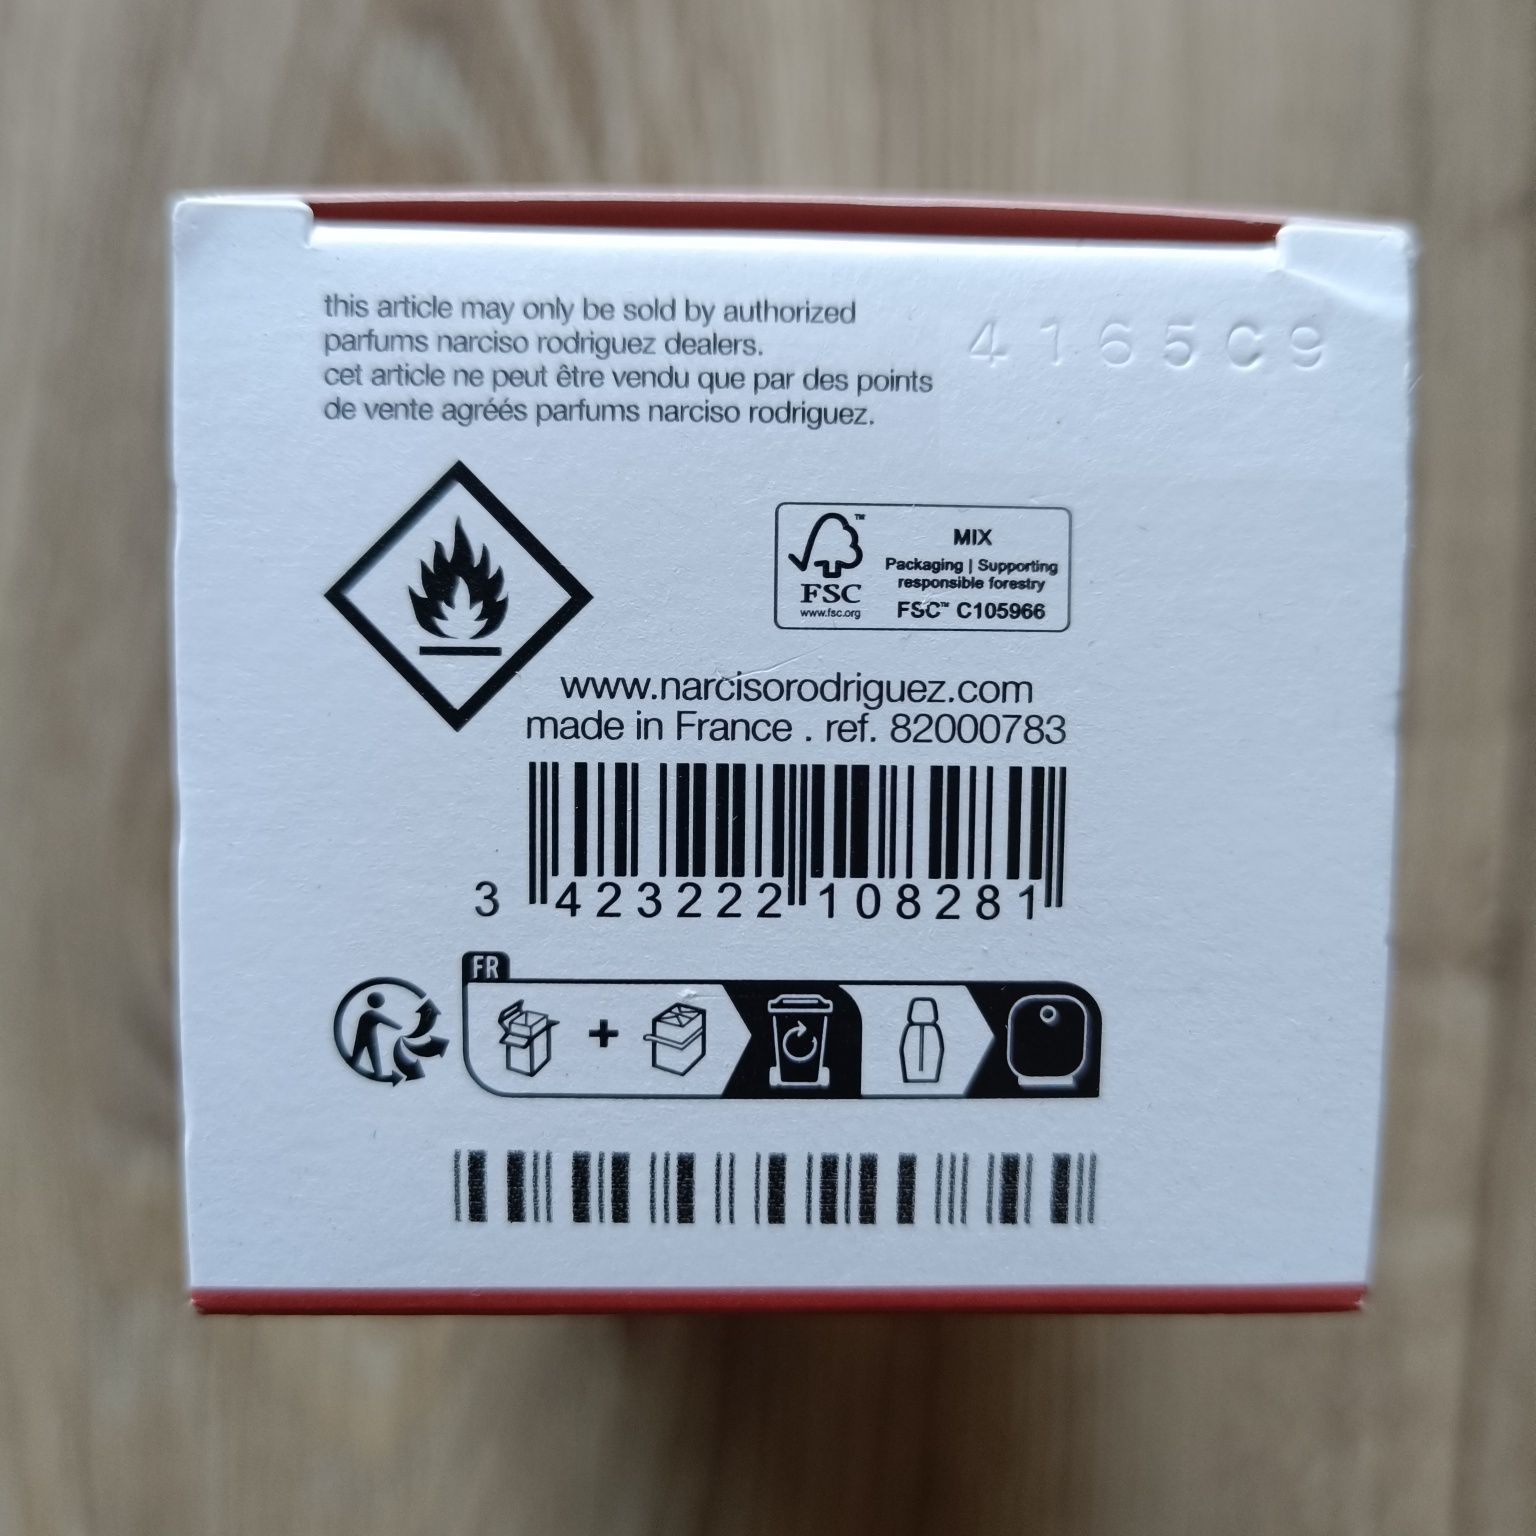 this article may only be sold by authorized
parfums narciso rodriguez dealers.
cet article ne peut être vendu que par des points
de vente agréés parfums narciso rodriguez.
4165C9
FSC
www.fsc.org
MIX
Packaging | Supporting
responsible forestry
FSC™ C105966
www.narcisorodriguez.com
made in France . ref. 82000783
3 423222 108281
FR